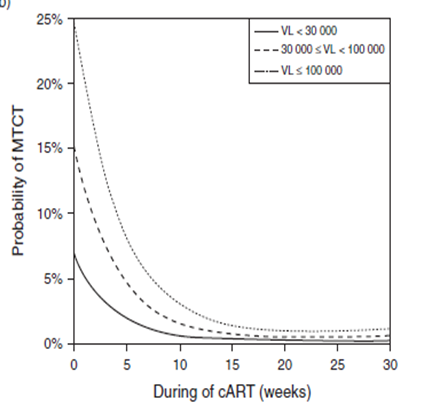 b)
25%
20%
15%
10%
5%
0%
Probability of MTCT
VL < 30 000
30 000 ≤ VL < 100 000
VL ≤ 100 000
0 5 10 15 20 25 30
During of cART (weeks)